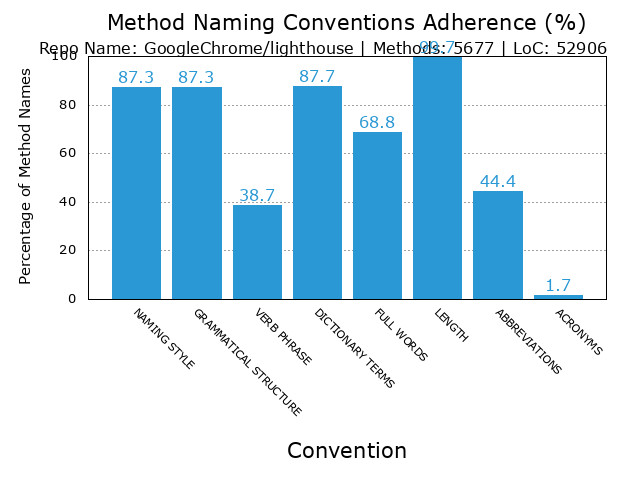 Method Naming Conventions Adherence (%)
Repo Name: GoogleChrome/lighthouse | Methods: 5677 | LoC: 52906
Percentage of Method Names
100
80
60
40
20
0
87.3
87.3
38.7
87.7
68.8
99.7
44.4
1.7
NAMING STYLE
GRAMMATICAL STRUCTURE
VERB PHRASE
DICTIONARY TERMS
FULL WORDS
LENGTH
ABBREVIATIONS
ACRONYMS
Convention